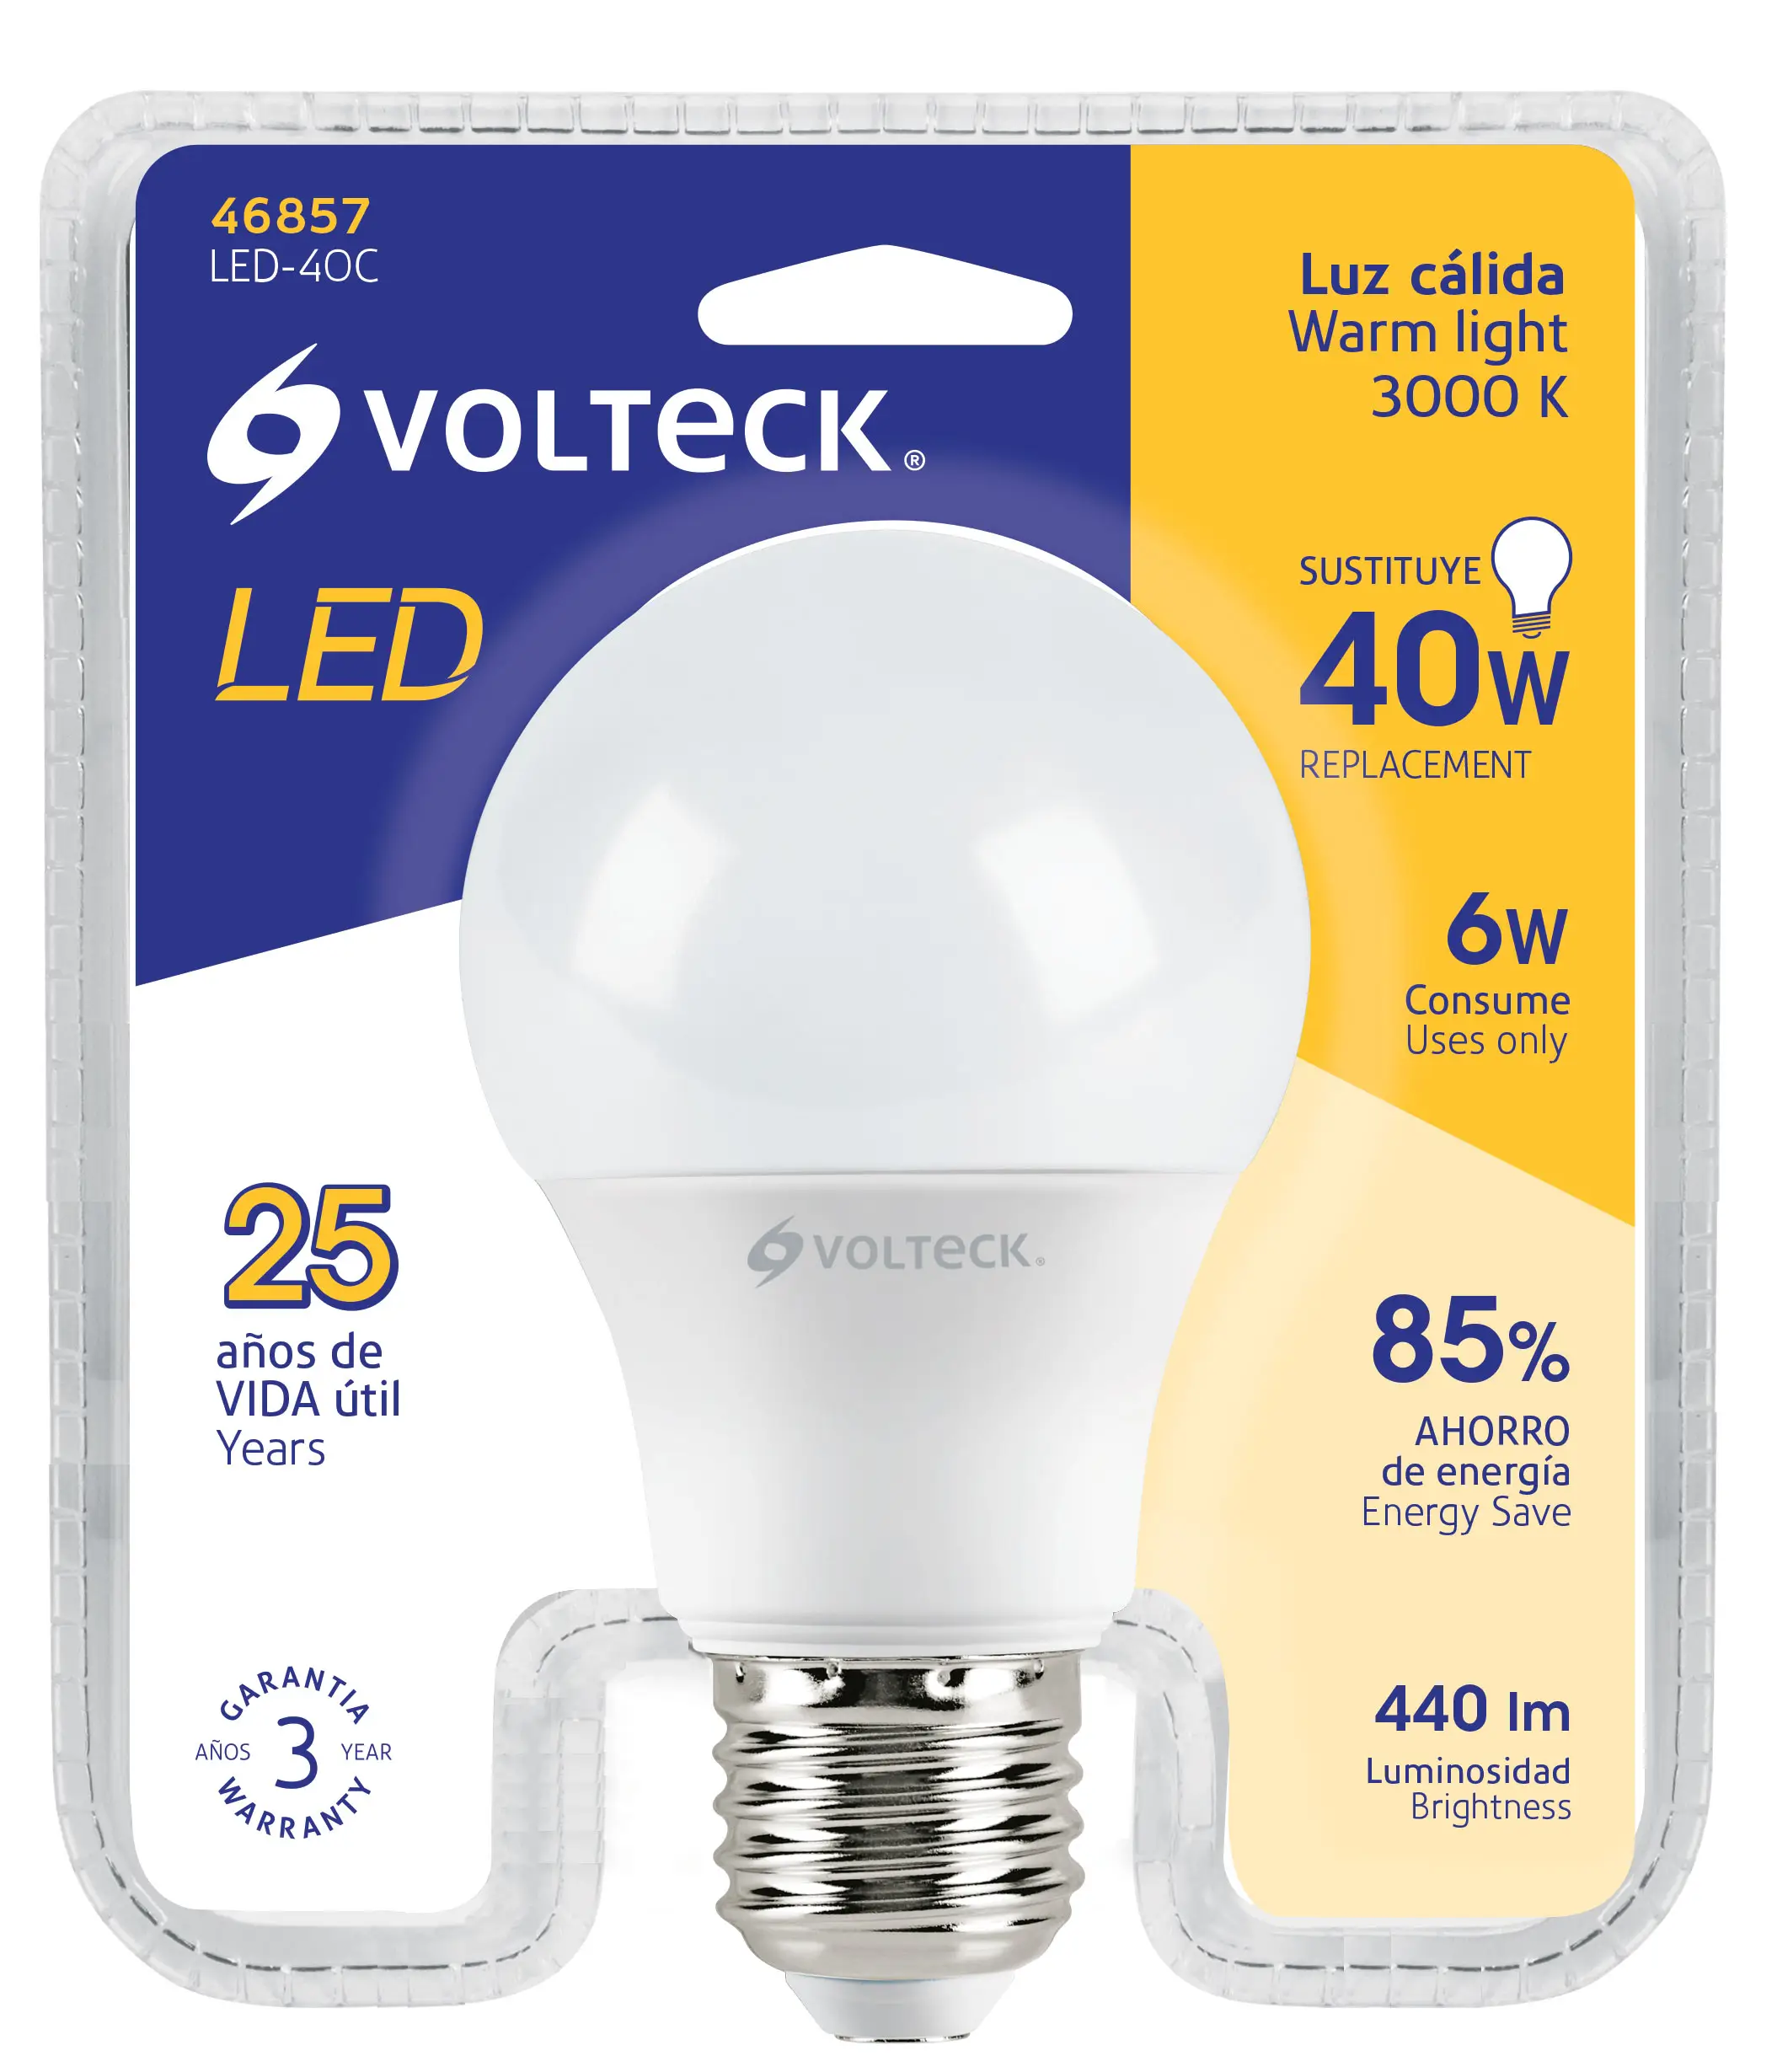 46857
LED-40C
VOLTECK®
LED
Luz cálida
Warm light
3000 K
SUSTITUYE
40W
REPLACEMENT
6W
Consume
Uses only
25
años de
VIDA útil
Years
VOLTECK®
85%
AHORRO
de energía
Energy Save
GARANTIA
AÑOS 3 YEAR
WARRANTY
440 lm
Luminosidad
Brightness